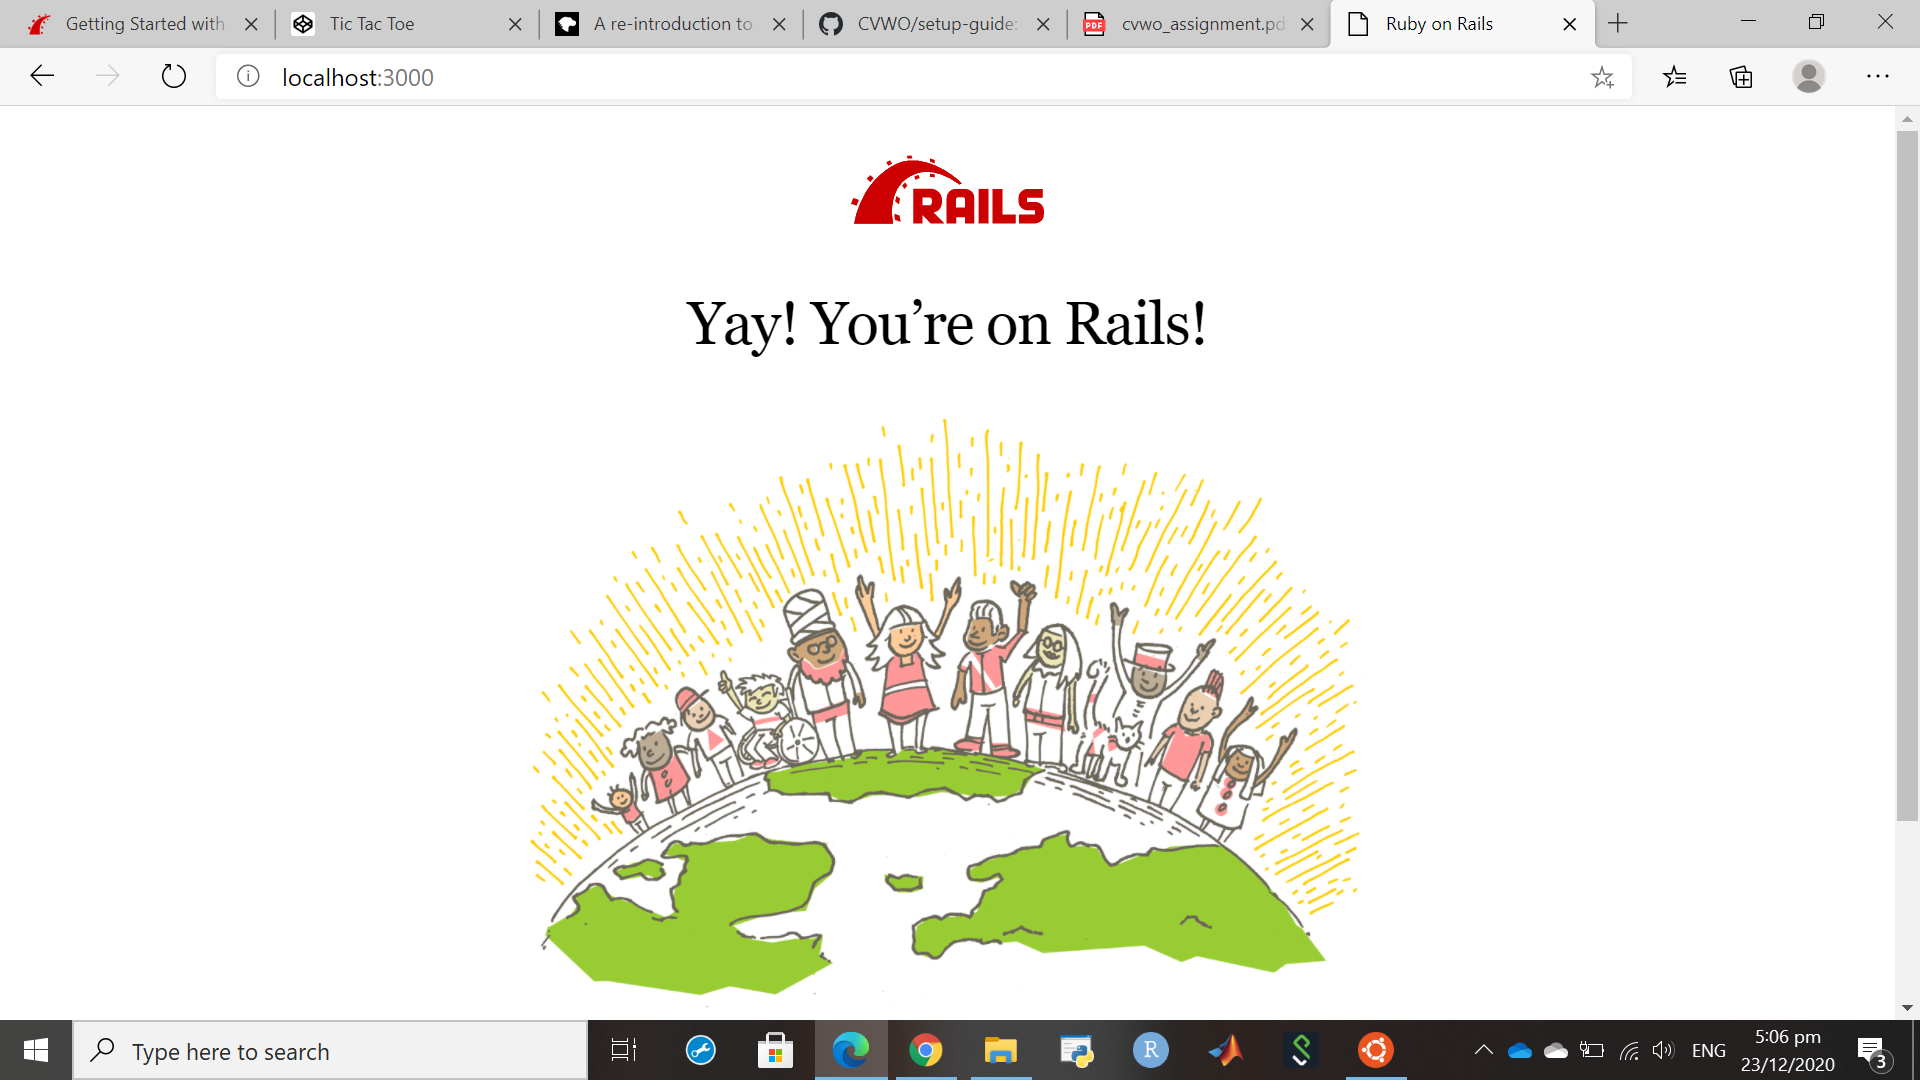 Getting Started with
Tic Tac Toe
A re-introduction to
CVWO/setup-guide:
PDF
cvwo_assignment.pd
Ruby on Rails
localhost:3000
RAILS
Yay! You’re on Rails!
Type here to search
R
ENG
5:06 pm
23/12/2020
3